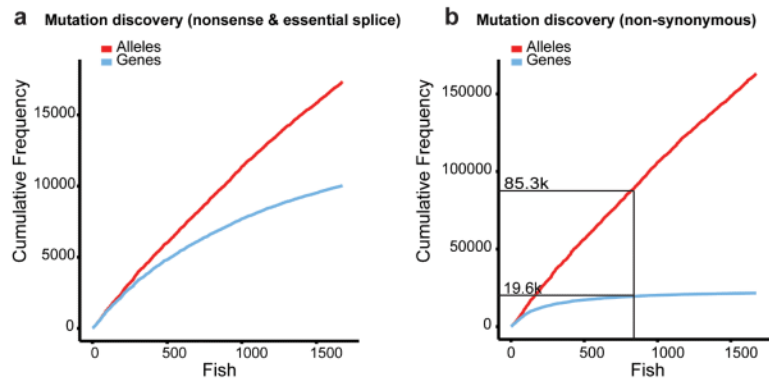 a Mutation discovery (nonsense & essential splice)
Alleles
Genes
Cumulative Frequency
15000
10000
5000
0
0 500 1000 1500
Fish
b Mutation discovery (non-synonymous)
Alleles
Genes
Cumulative Frequency
150000
100000
85.3k
50000
19.6k
0
0 500 1000 1500
Fish